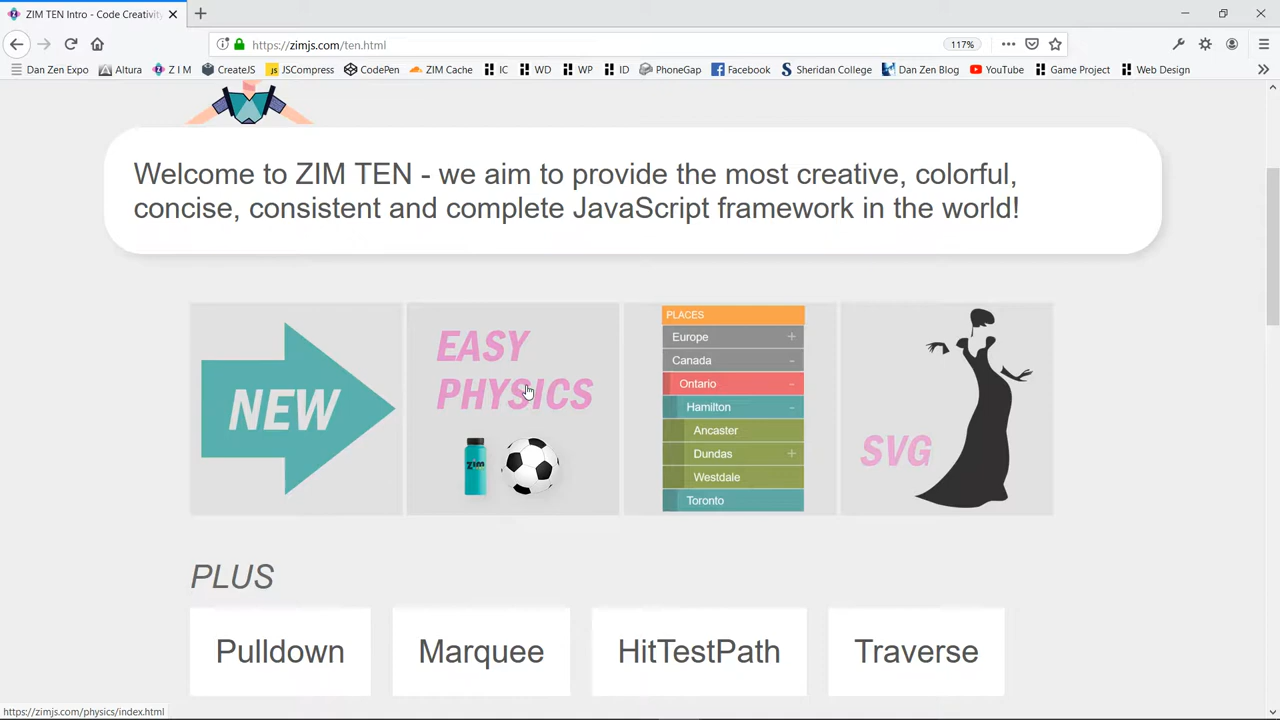 ZIM TEN Intro - Code Creativity
https://zimjs.com/ten.html
117%
Dan Zen Expo
Altura
Z I M
CreateJS
JSCompress
CodePen
ZIM Cache
IC
WD
WP
ID
PhoneGap
Facebook
Sheridan College
Dan Zen Blog
YouTube
Game Project
Web Design
Welcome to ZIM TEN - we aim to provide the most creative, colorful,
concise, consistent and complete JavaScript framework in the world!
NEW
EASY
PHYSICS
Zim
PLACES
Europe +
Canada -
Ontario -
Hamilton -
Ancaster
Dundas +
Westdale
Toronto
SVG
PLUS
Pulldown
Marquee
HitTestPath
Traverse
https://zimjs.com/physics/index.html